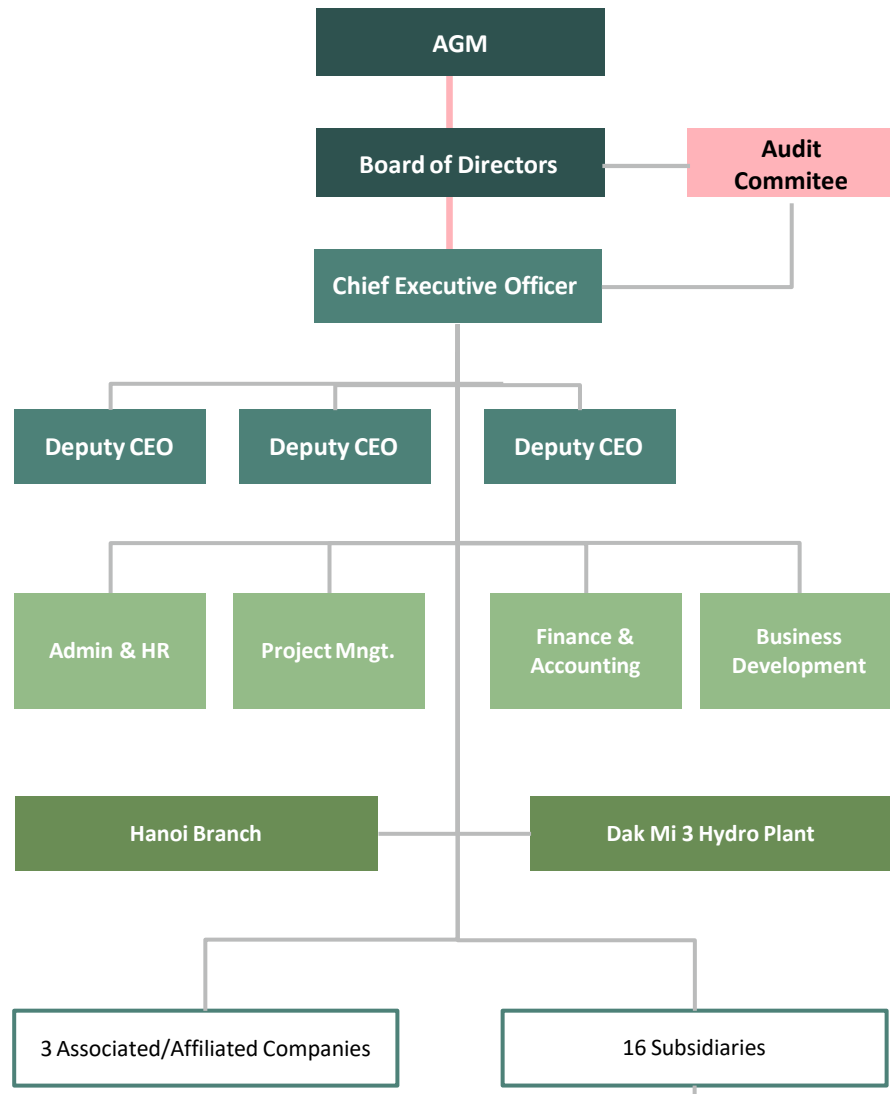 AGM
Board of Directors
Audit
Commitee
Chief Executive Officer
Deputy CEO
Deputy CEO
Deputy CEO
Admin & HR
Project Mngt.
Finance &
Accounting
Business
Development
Hanoi Branch
Dak Mi 3 Hydro Plant
3 Associated/Affiliated Companies
16 Subsidiaries